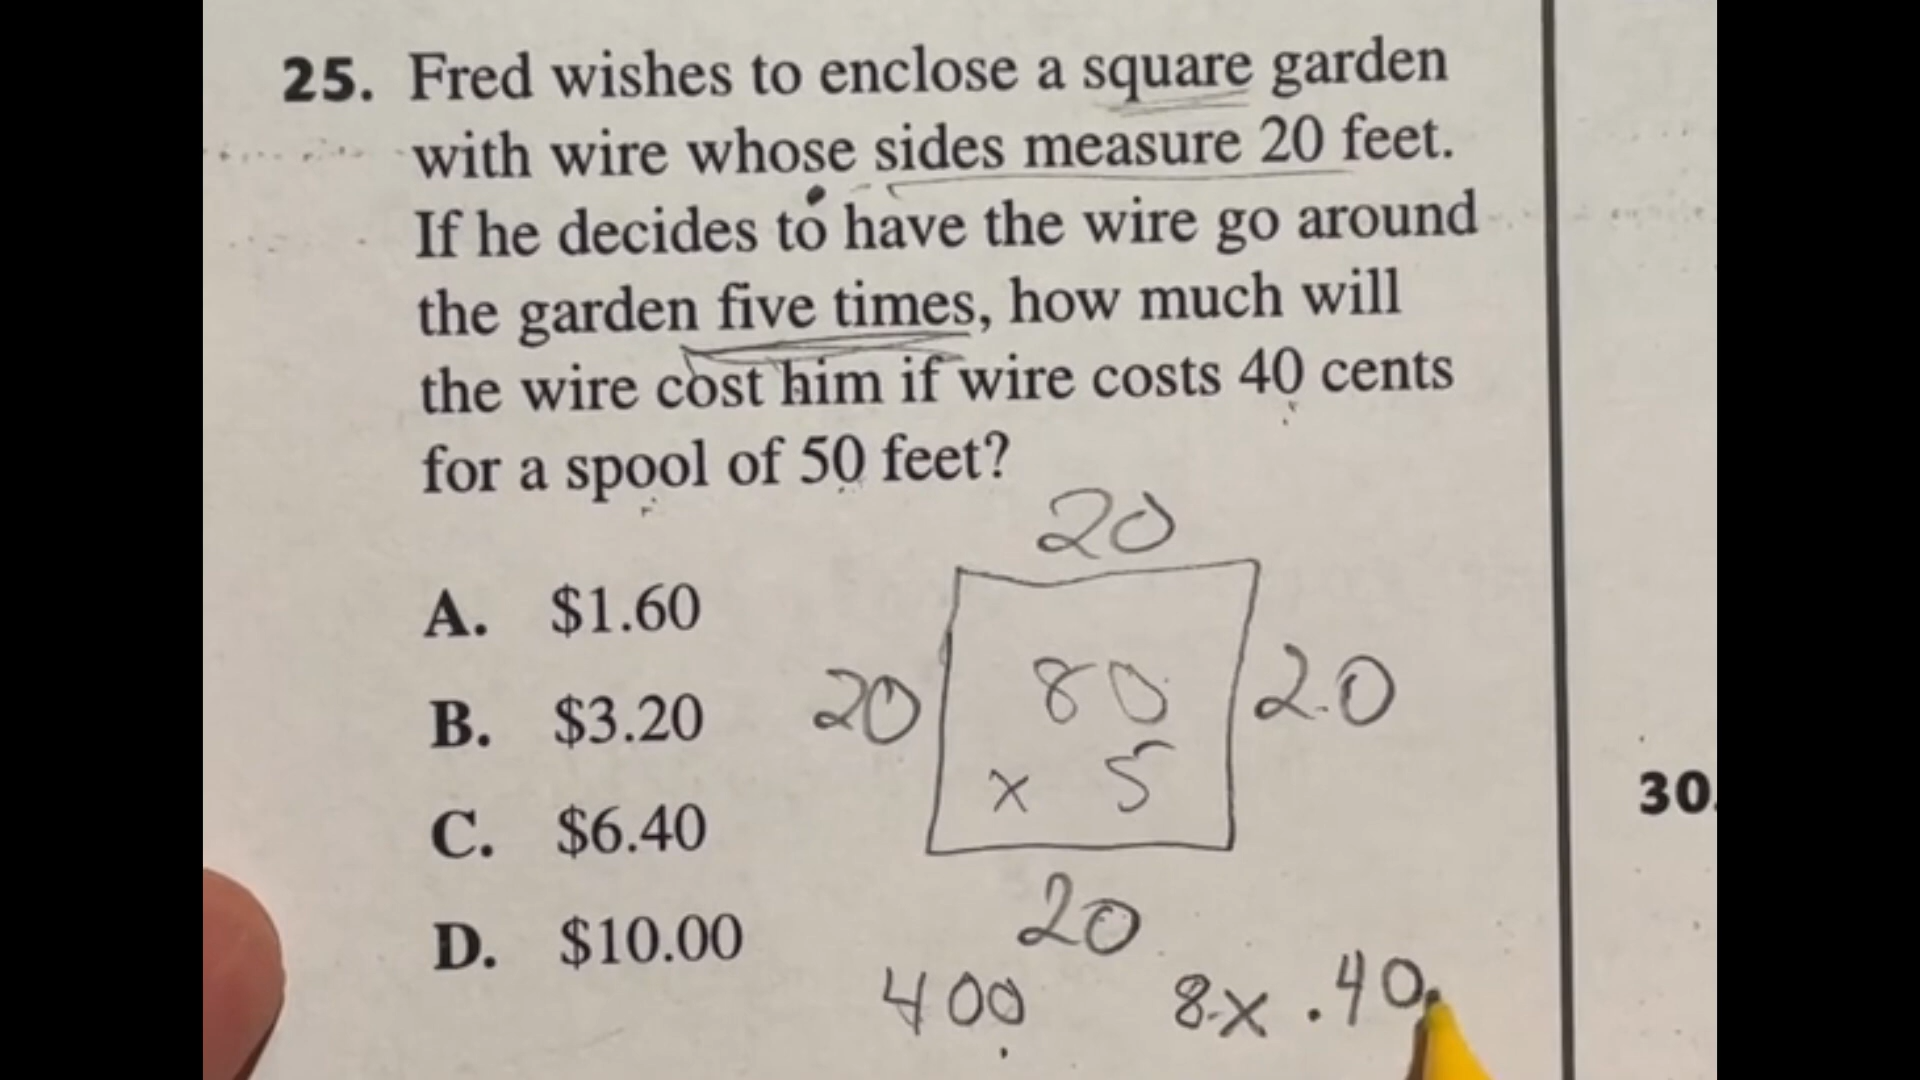 25. Fred wishes to enclose a square garden
with wire whose sides measure 20 feet.
If he decides to have the wire go around
the garden five times, how much will
the wire cost him if wire costs 40 cents
for a spool of 50 feet?
20
A. $1.60
20 80 20
B. $3.20
x 5
30.
C. $6.40
20
D. $10.00
400 8x .40